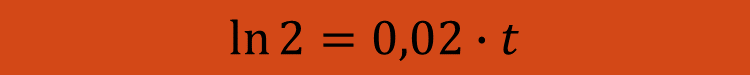 ln 2 = 0,02 · t